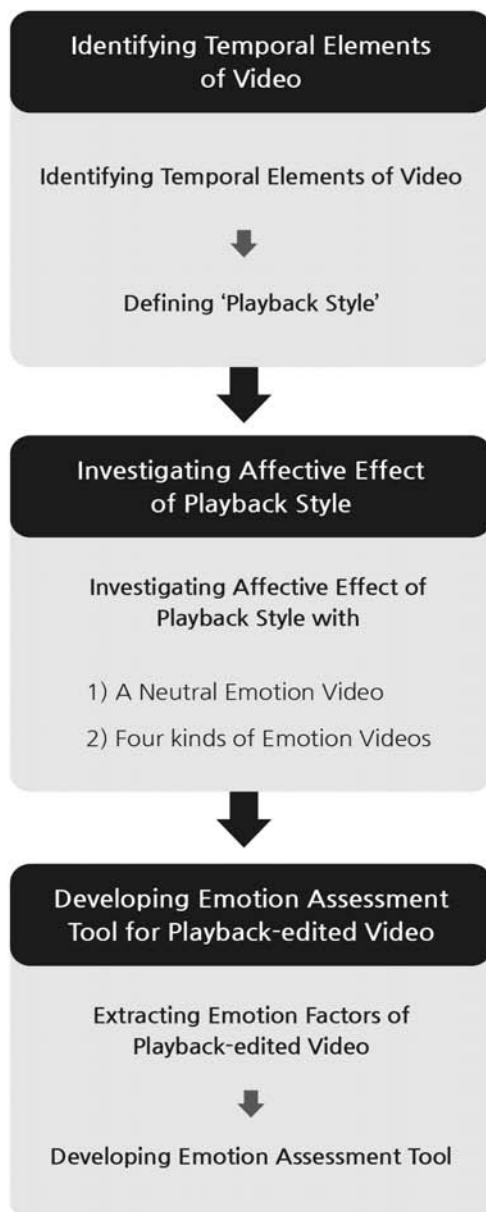 Identifying Temporal Elements
of Video
Identifying Temporal Elements of Video
Defining ‘Playback Style’
Investigating Affective Effect
of Playback Style
Investigating Affective Effect of
Playback Style with
1) A Neutral Emotion Video
2) Four kinds of Emotion Videos
Developing Emotion Assessment
Tool for Playback-edited Video
Extracting Emotion Factors of
Playback-edited Video
Developing Emotion Assessment Tool